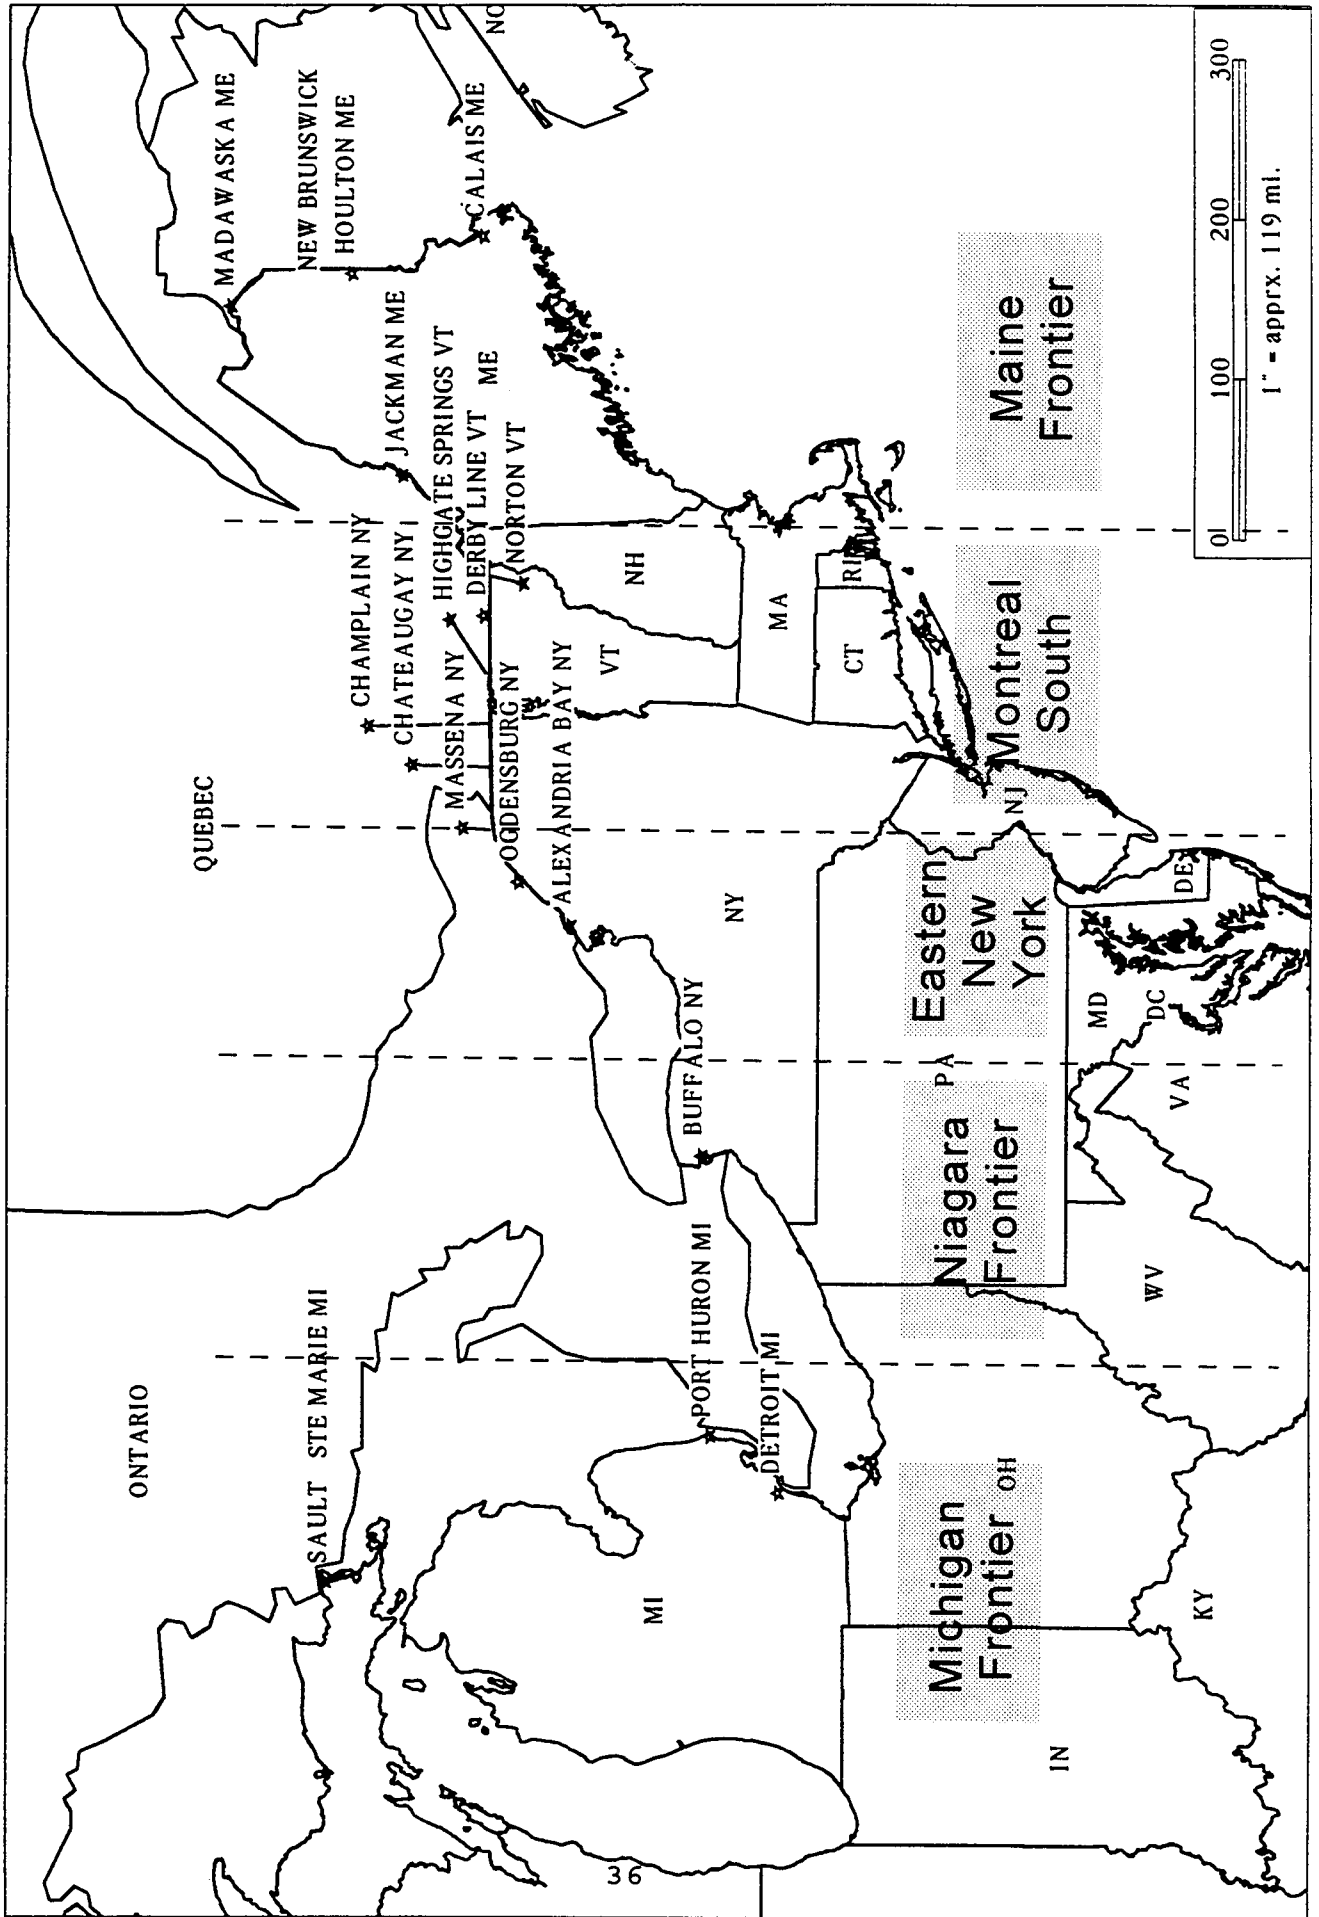 QUEBEC
ONTARIO
MADAWASKA ME
NEW BRUNSWICK
HOULTON ME
CALAIS ME
NO
JACKMAN ME
CHAMPLAIN NY
CHATEAUGAY NY
HIGHGATE SPRINGS VT
DERBY LINE VT
ME
NORTON VT
MASSENA NY
OGDENSBURG NY
ALEXANDRIA BAY NY
SAULT STE MARIE MI
BUFFALO NY
PORT HURON MI
DETROIT MI
VT
NH
MI
NY
MA
CT
RI
NJ
PA
OH
IN
MD
DC
DE
VA
WV
KY
Michigan
Frontier
Niagara
Frontier
Eastern
New
York
Montreal
South
Maine
Frontier
0 100 200 300
1" = apprx. 119 mi.
36